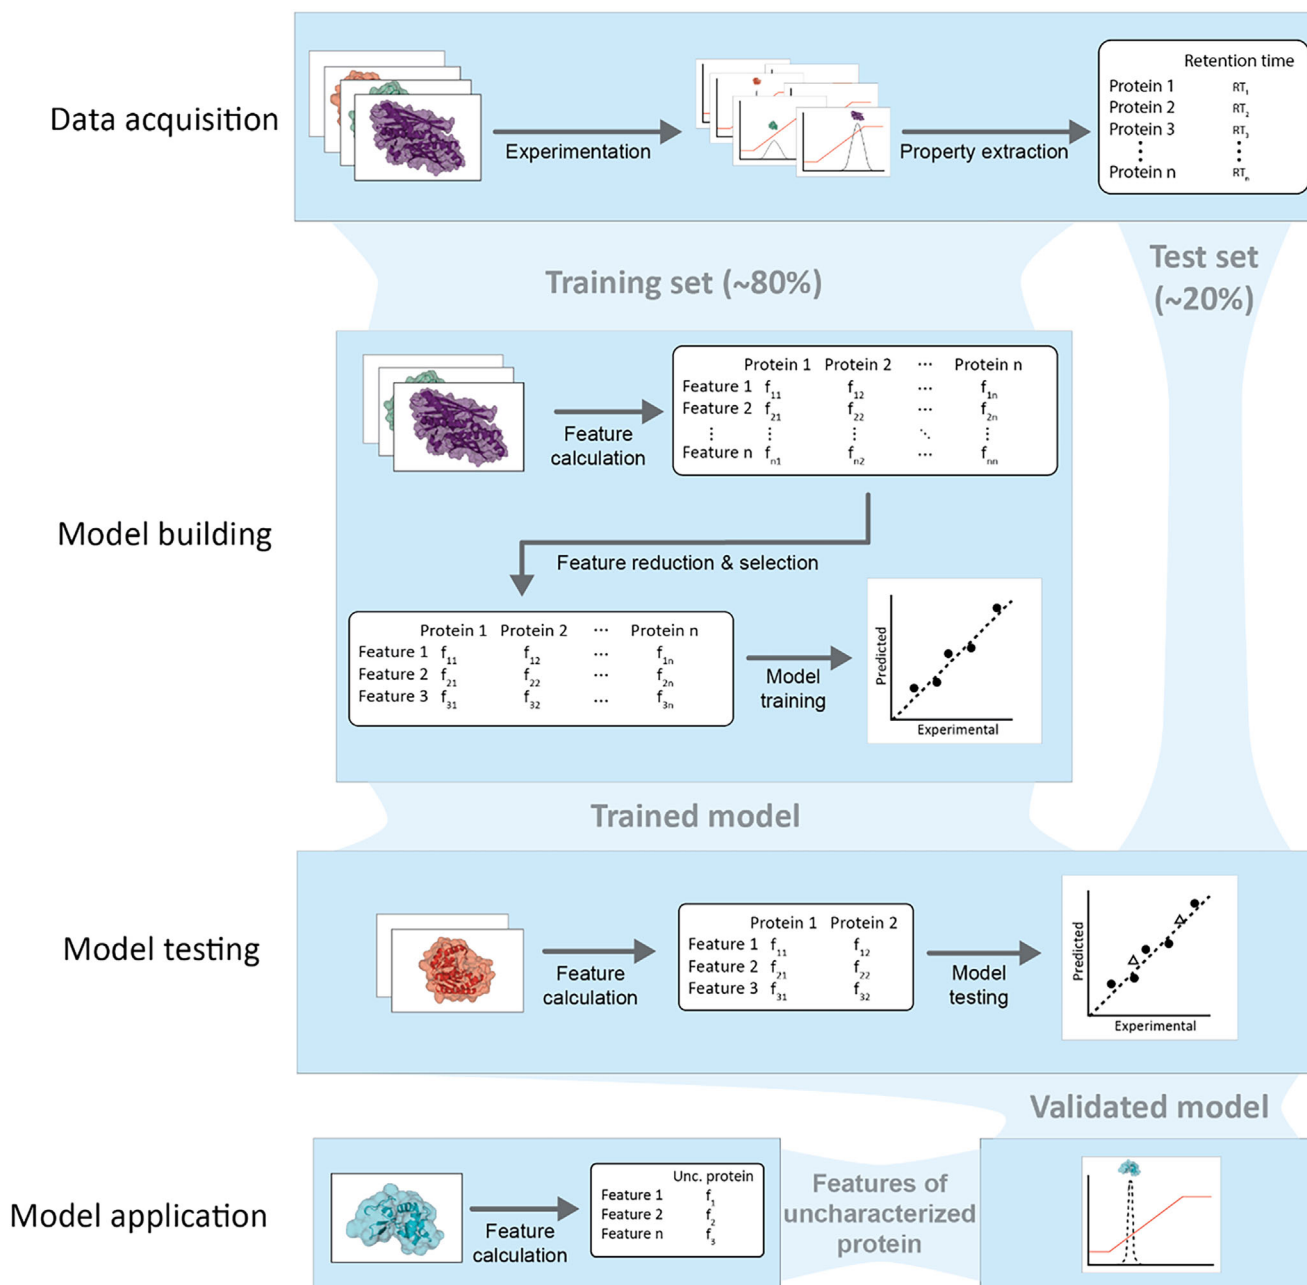 Data acquisition
Experimentation
Property extraction
Retention time
Protein 1 RT1
Protein 2 RT2
Protein 3 RT3
⋮ ⋮
Protein n RTn
Training set (~80%)
Test set
(~20%)
Model building
Feature
calculation
Protein 1 Protein 2 ··· Protein n
Feature 1 f11 f12 ··· f1n
Feature 2 f21 f22 ··· f2n
⋮ ⋮ ⋮ ⋱ ⋮
Feature n fn1 fn2 ··· fnn
Feature reduction & selection
Protein 1 Protein 2 ··· Protein n
Feature 1 f11 f12 ··· f1n
Feature 2 f21 f22 ··· f2n
Feature 3 f31 f32 ··· f3n
Model
training
Predicted
Experimental
Trained model
Model testing
Feature
calculation
Protein 1 Protein 2
Feature 1 f11 f12
Feature 2 f21 f22
Feature 3 f31 f32
Model
testing
Predicted
Experimental
Validated model
Model application
Feature
calculation
Unc. protein
Feature 1 f1
Feature 2 f2
Feature n f3
Features of
uncharacterized
protein